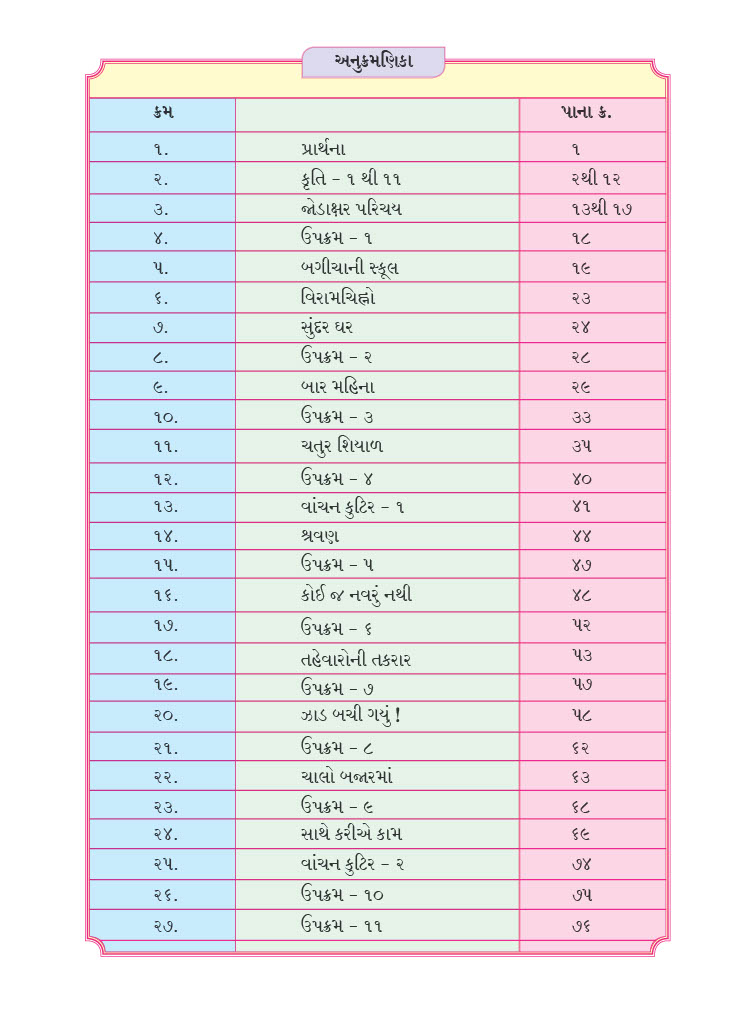 અનુક્રમણિકા
ક્રમ પાના ક્ર.
૧. પ્રાર્થના ૧
૨. કૃતિ - ૧ થી ૧૧ ૨થી ૧૨
૩. જોડાક્ષર પરિચય ૧૩થી ૧૭
૪. ઉપક્રમ - ૧ ૧૮
૫. બગીચાની સ્કૂલ ૧૯
૬. વિરામચિહ્નો ૨૩
૭. સુંદર ઘર ૨૪
૮. ઉપક્રમ - ૨ ૨૮
૯. બાર મહિના ૨૯
૧૦. ઉપક્રમ - ૩ ૩૩
૧૧. ચતુર શિયાળ ૩૫
૧૨. ઉપક્રમ - ૪ ૪૦
૧૩. વાંચન કુટિર - ૧ ૪૧
૧૪. શ્રવણ ૪૪
૧૫. ઉપક્રમ - ૫ ૪૭
૧૬. કોઈ જ નવરું નથી ૪૮
૧૭. ઉપક્રમ - ૬ ૫૨
૧૮. તહેવારોની તકરાર ૫૩
૧૯. ઉપક્રમ - ૭ ૫૭
૨૦. ઝાડ બચી ગયું ! ૫૮
૨૧. ઉપક્રમ - ૮ ૬૨
૨૨. ચાલો બજારમાં ૬૩
૨૩. ઉપક્રમ - ૯ ૬૮
૨૪. સાથે કરીએ કામ ૬૯
૨૫. વાંચન કુટિર - ૨ ૭૪
૨૬. ઉપક્રમ - ૧૦ ૭૫
૨૭. ઉપક્રમ - ૧૧ ૭૬